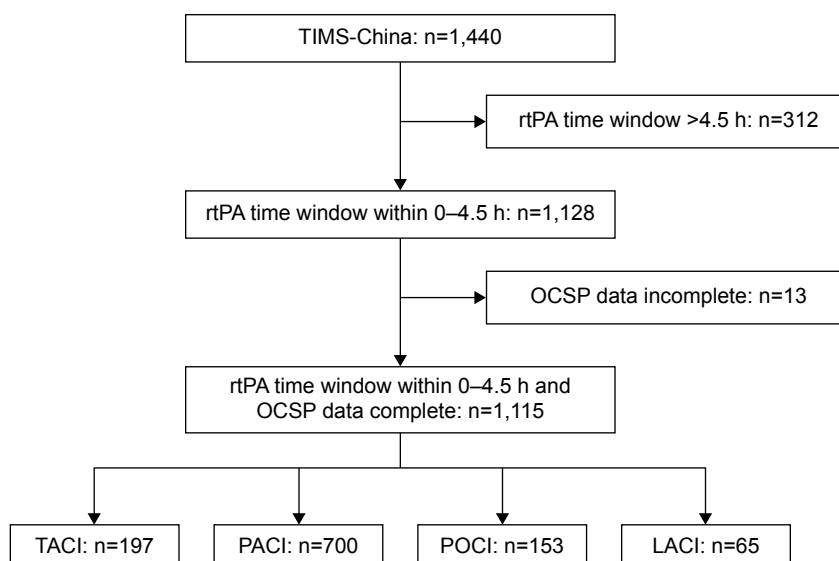 TIMS-China: n=1,440
rtPA time window >4.5 h: n=312
rtPA time window within 0–4.5 h: n=1,128
OCSP data incomplete: n=13
rtPA time window within 0–4.5 h and
OCSP data complete: n=1,115
TACI: n=197
PACI: n=700
POCI: n=153
LACI: n=65